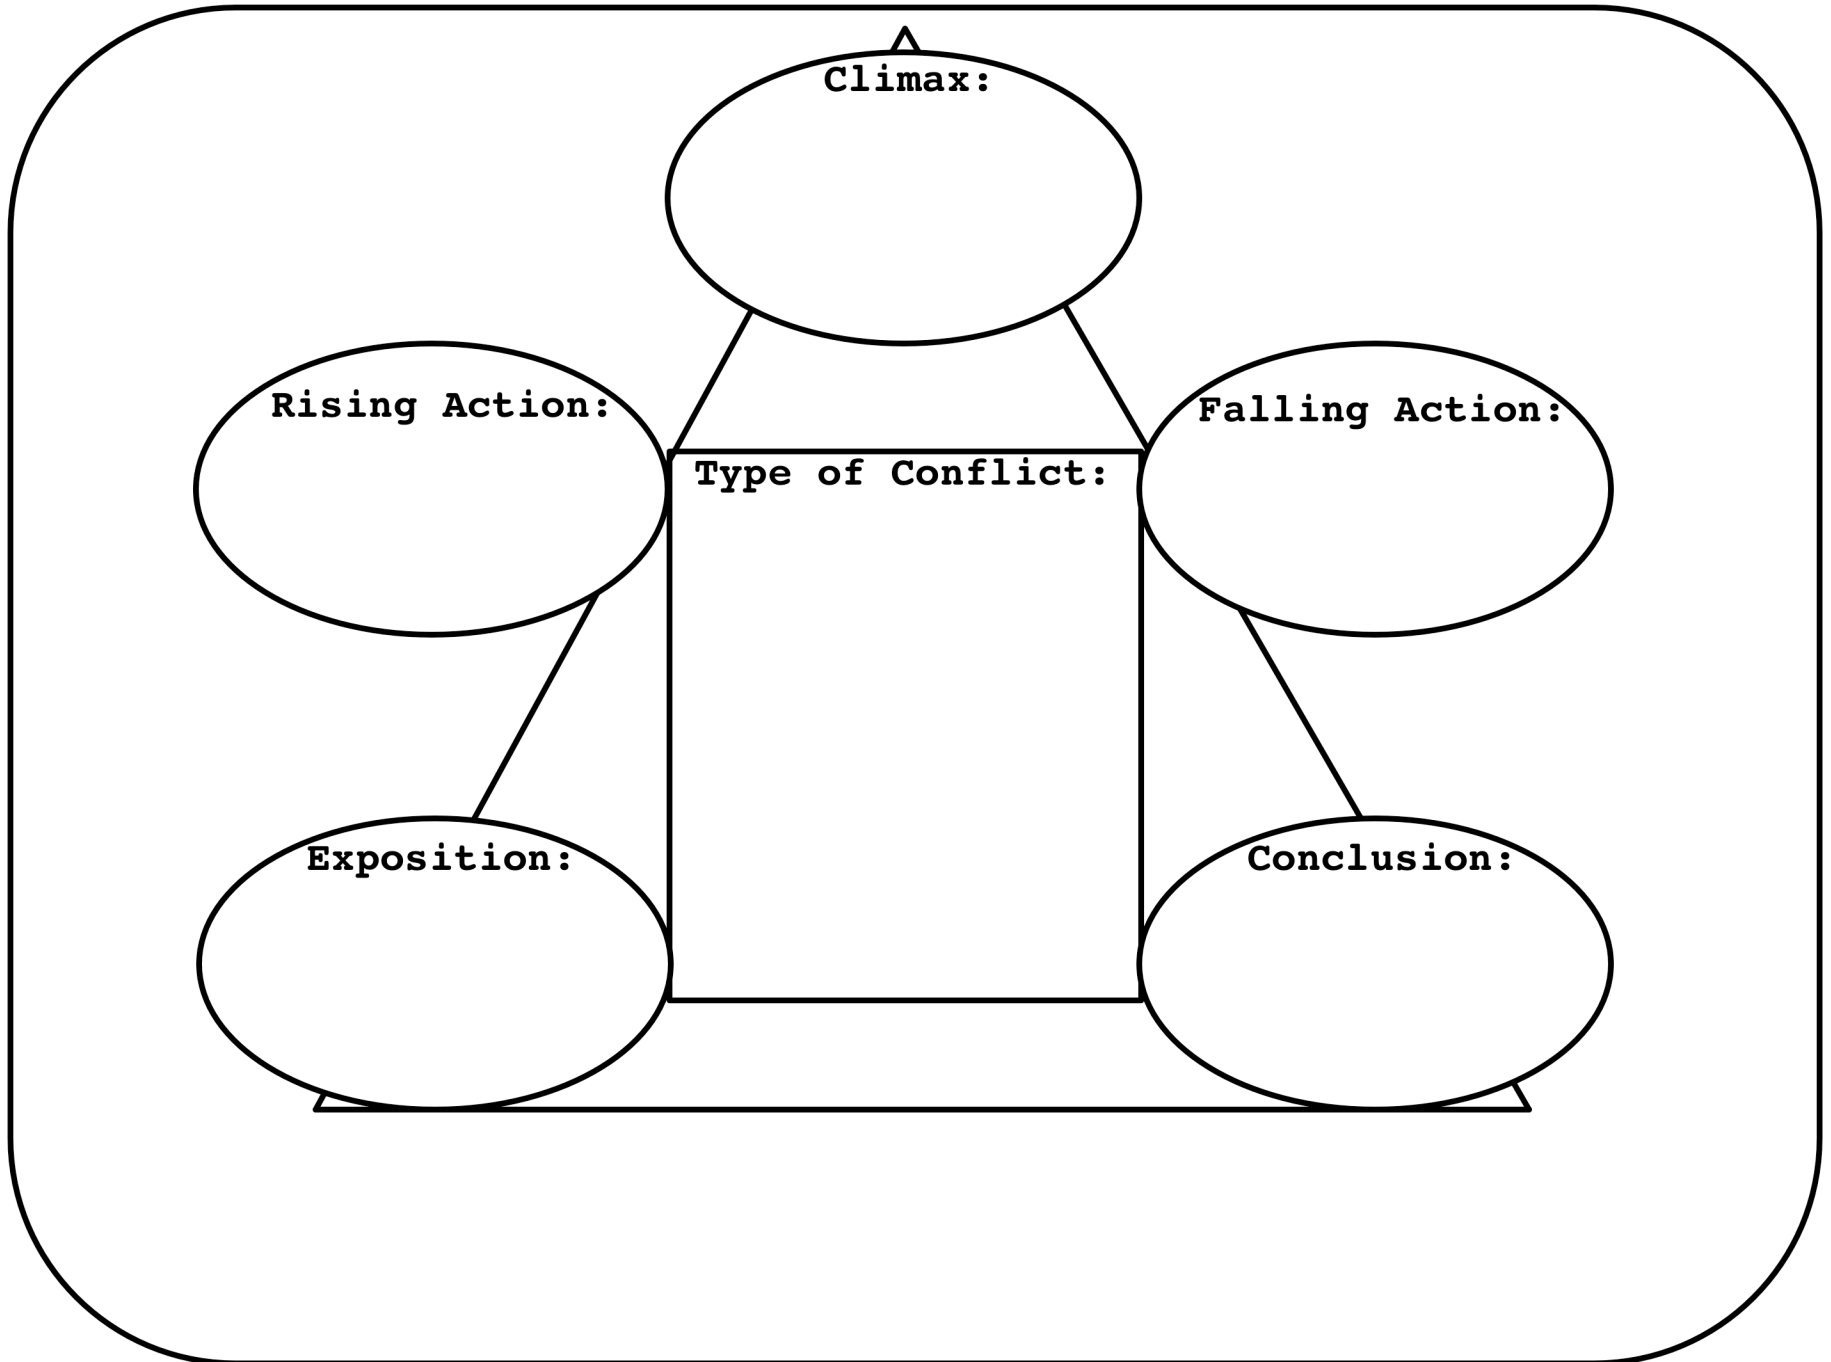 Climax:
Rising Action:
Falling Action:
Type of Conflict:
Exposition:
Conclusion: